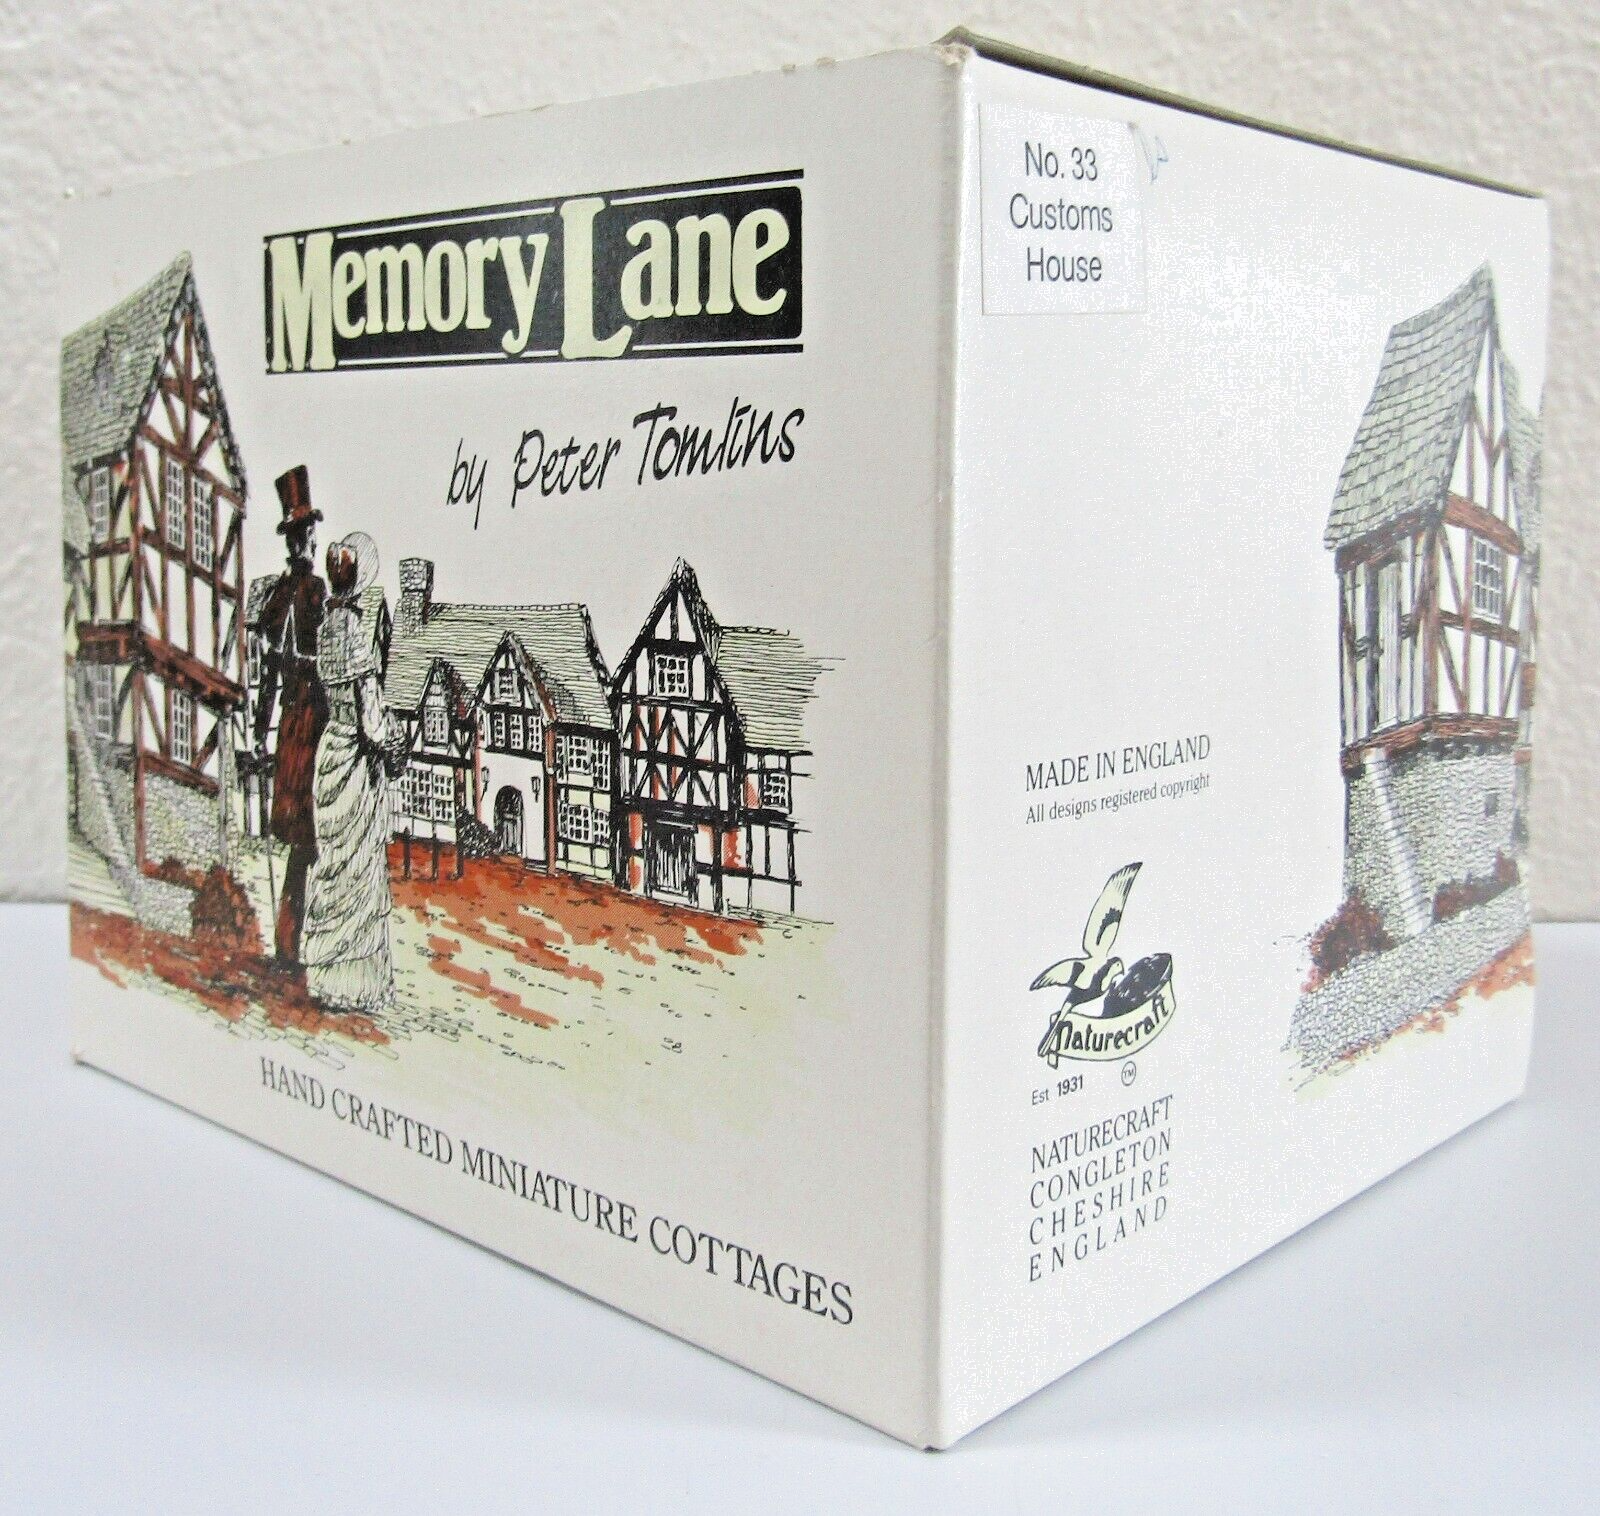 Memory Lane
by Peter Tomlins
HAND CRAFTED MINIATURE COTTAGES
No. 33
Customs
House
MADE IN ENGLAND
All designs registered copyright
Naturecraft
Est 1931 TM
NATURECRAFT
CONGLETON
CHESHIRE
ENGLAND